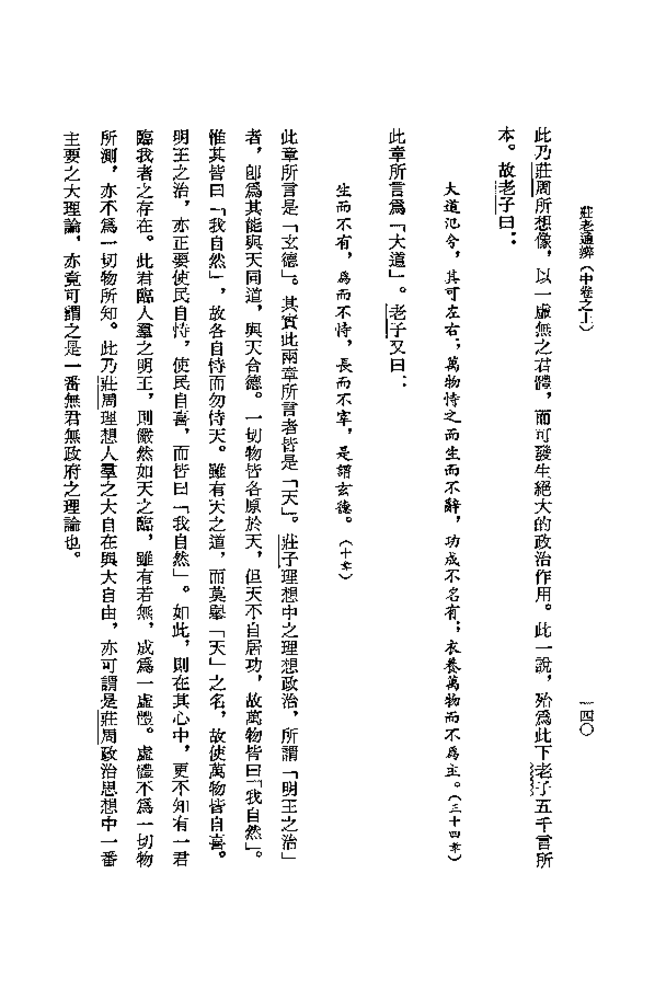 莊老通辨(中卷之上)
一四〇
此乃莊周所想像,以一虛無之君體,而可發生絕大的政治作用。此一說,殆爲此下老子五千言所
本。故老子曰:
大道氾兮,其可左右;萬物恃之而生而不辭,功成不名有;衣養萬物而不爲主。(三十四章)
此章所言爲「大道」。老子又曰:
生而不有,爲而不恃,長而不宰,是謂玄德。(十章)
此章所言是「玄德」。其實此兩章所言者皆是「天」。莊子理想中之理想政治,所謂「明王之治」
者,卽爲其能與天同道,與天合德。一切物皆各原於天,但天不自居功,故萬物皆曰「我自然」。
惟其皆曰「我自然」,故各自恃而勿恃天。雖有天之道,而莫舉「天」之名,故使萬物皆自喜。
明王之治,亦正要使民自恃,使民自喜,而皆曰「我自然」。如此,則在其心中,更不知有一君
臨我者之存在。此君臨人羣之明王,則儼然如天之臨,雖有若無,成爲一虛體。虛體不爲一切物
所測,亦不爲一切物所知。此乃莊周理想人羣之大自在與大自由,亦可謂是莊周政治思想中一番
主要之大理論,亦竟可謂之是一番無君無政府之理論也。